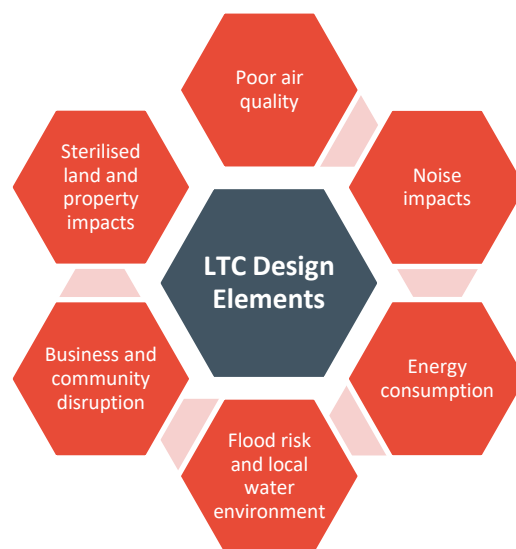 Poor air
quality
Noise
impacts
Energy
consumption
Flood risk
and local
water
environment
Business and
community
disruption
Sterilised
land and
property
impacts
LTC Design
Elements